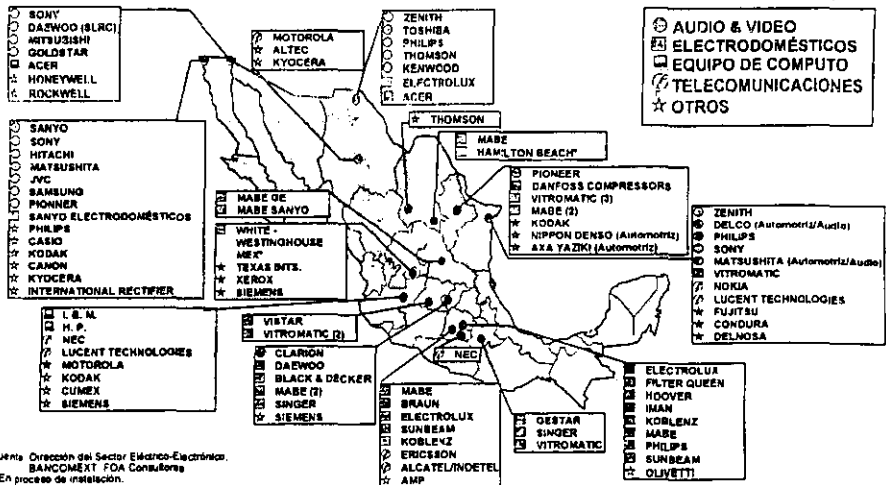 SONY
DAEWOO (SLRC)
MITSUBISHI
GOLDSTAR
ACER
HONEYWELL
ROCKWELL
MOTOROLA
ALTEC
KYOCERA
ZENITH
TOSHIBA
PHILIPS
THOMSON
KENWOOD
ELECTROLUX
ACER
AUDIO & VIDEO
ELECTRODOMÉSTICOS
EQUIPO DE COMPUTO
TELECOMUNICACIONES
OTROS
THOMSON
MABE
HAMILTON BEACH*
SANYO
SONY
HITACHI
MATSUSHITA
JVC
SAMSUNG
PIONNER
SANYO ELECTRODOMÉSTICOS
PHILIPS
CASIO
KODAK
CANON
KYOCERA
INTERNATIONAL RECTIFIER
MABE GE
MABE SANYO
WHITE -
WESTINGHOUSE
MEX*
TEXAS INTS.
XEROX
SIEMENS
PIONEER
DANFOSS COMPRESSORS
VITROMATIC (3)
MABE (2)
KODAK
NIPPON DENSO (Automotriz)
AXA YAZIKI (Automotriz)
ZENITH
DELCO (Automotriz/Audio)
PHILIPS
SONY
MATSUSHITA (Automotriz/Audio)
VITROMATIC
NOKIA
LUCENT TECHNOLOGIES
FUJITSU
CONDURA
DELNOSA
I. B. M.
H. P.
NEC
LUCENT TECHNOLOGIES
MOTOROLA
KODAK
CUMEX
SIEMENS
VISTAR
VITROMATIC (2)
CLARION
DAEWOO
BLACK & DECKER
MABE (2)
SINGER
SIEMENS
NEC
MABE
BRAUN
ELECTROLUX
SUNBEAM
KOBLENZ
ERICSSON
ALCATEL/INDETEL
AMP
OESTAR
SINGER
VITROMATIC
ELECTROLUX
FILTER QUEEN
HOOVER
IMAN
KOBLENZ
MABE
PHILIPS
SUNBEAM
OLIVETTI
uente Dirección del Sector Eléctrico-Electrónico.
BANCOMEXT FOA Consultores
En proceso de instalación.